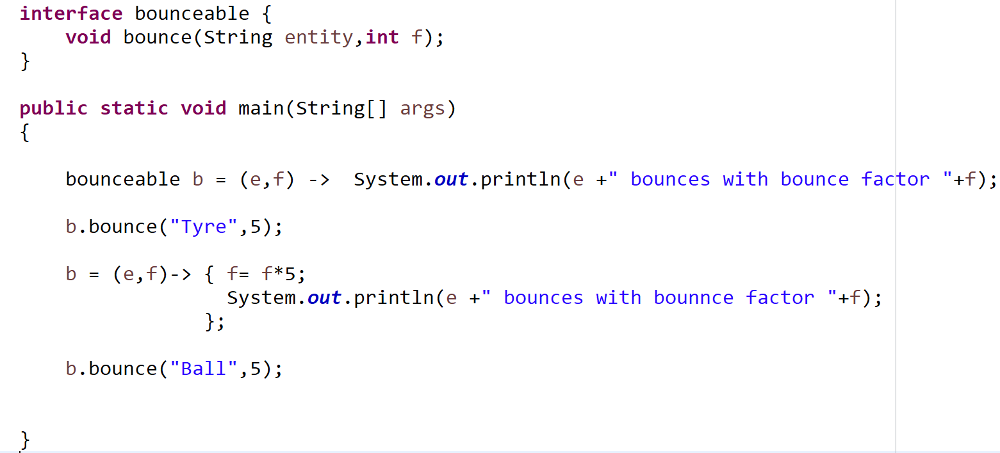 interface bounceable {
    void bounce(String entity,int f);
}
public static void main(String[] args)
{
    bounceable b = (e,f) ->  System.out.println(e +" bounces with bounce factor "+f);
    b.bounce("Tyre",5);
    b = (e,f)-> { f= f*5;
                  System.out.println(e +" bounces with bounnce factor "+f);
                };
    b.bounce("Ball",5);
}